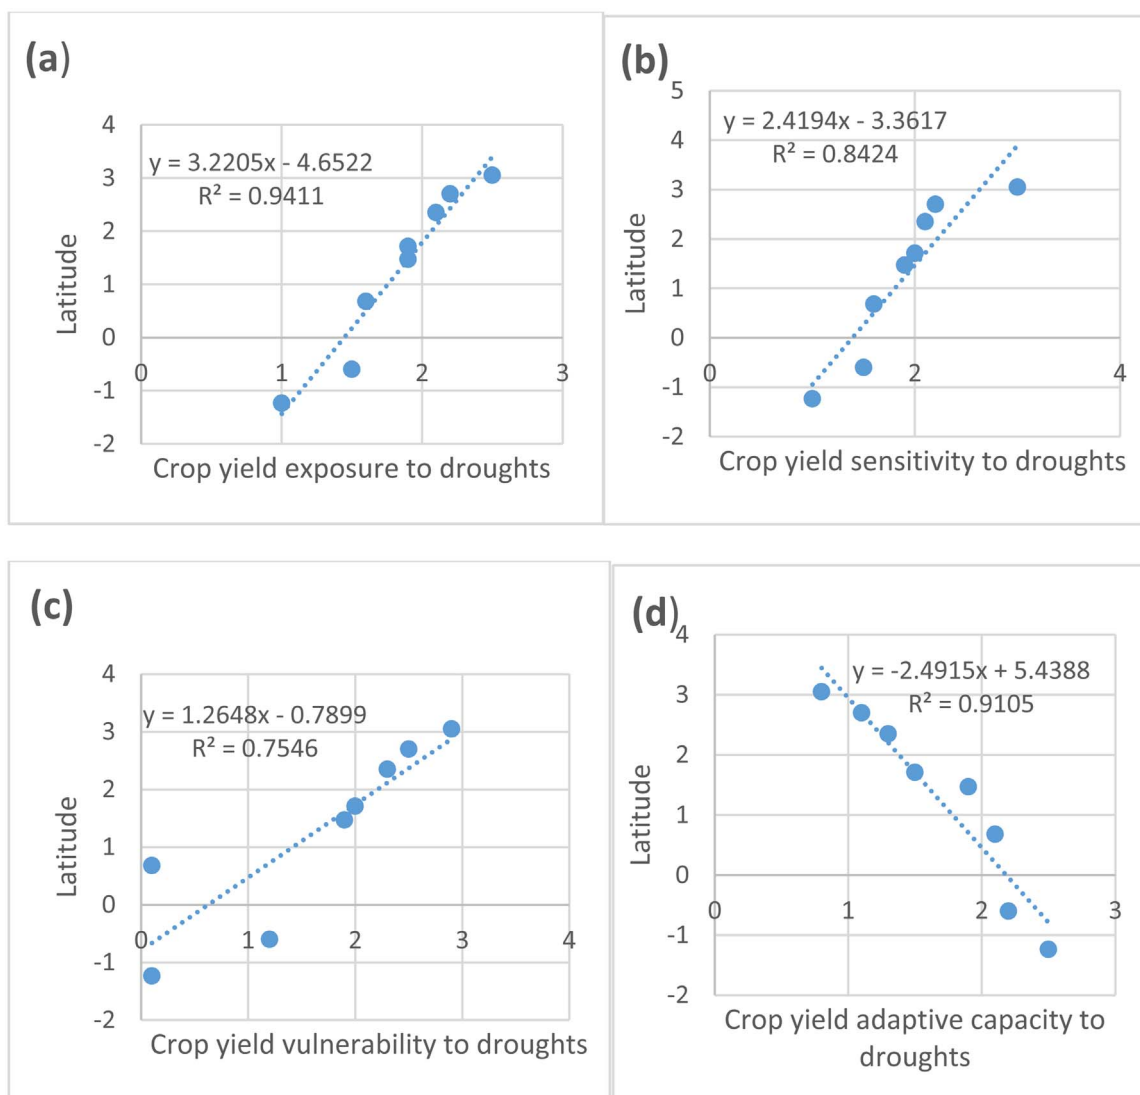 (a)
4
3
2
1
0
-1
-2
y = 3.2205x - 4.6522
R² = 0.9411
0 1 2 3
Latitude
Crop yield exposure to droughts
(b)
5
4
3
2
1
0
-1
-2
y = 2.4194x - 3.3617
R² = 0.8424
0 2 4
Latitude
Crop yield sensitivity to droughts
(c)
4
3
2
1
0
-1
-2
y = 1.2648x - 0.7899
R² = 0.7546
0 1 2 3 4
Latitude
Crop yield vulnerability to droughts
(d)
4
3
2
1
0
-1
-2
y = -2.4915x + 5.4388
R² = 0.9105
0 1 2 3
Latitude
Crop yield adaptive capacity to
droughts